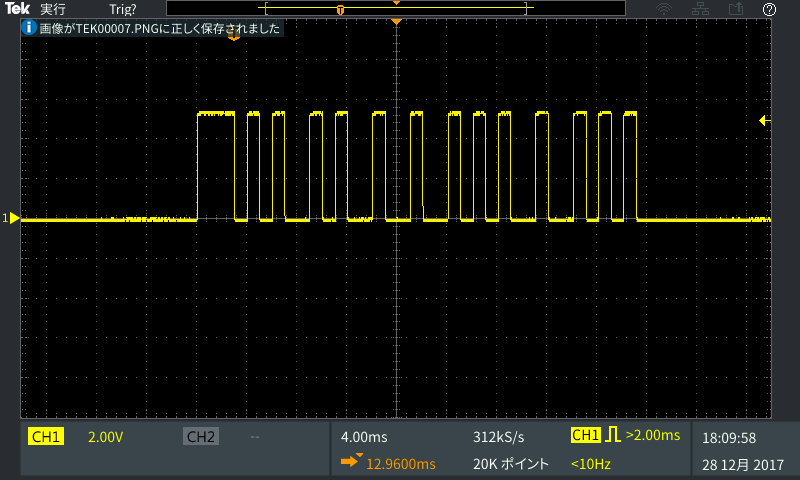 Tek 実行 Trig?
画像がTEK00007.PNGに正しく保存されました
1
CH1 2.00V CH2 -- 4.00ms 312kS/s CH1 >2.00ms 18:09:58
12.9600ms 20K ポイント <10Hz 28 12月 2017